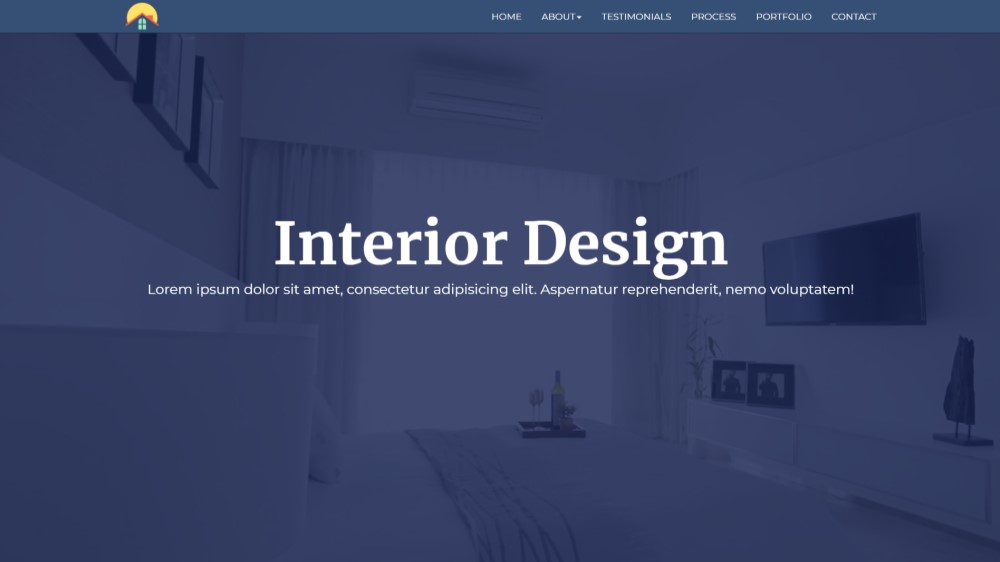 HOME ABOUT TESTIMONIALS PROCESS PORTFOLIO CONTACT
Interior Design
Lorem ipsum dolor sit amet, consectetur adipisicing elit. Aspernatur reprehenderit, nemo voluptatem!